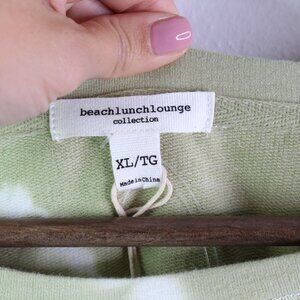 beachlunchlounge
collection
XL/TG
Made in China